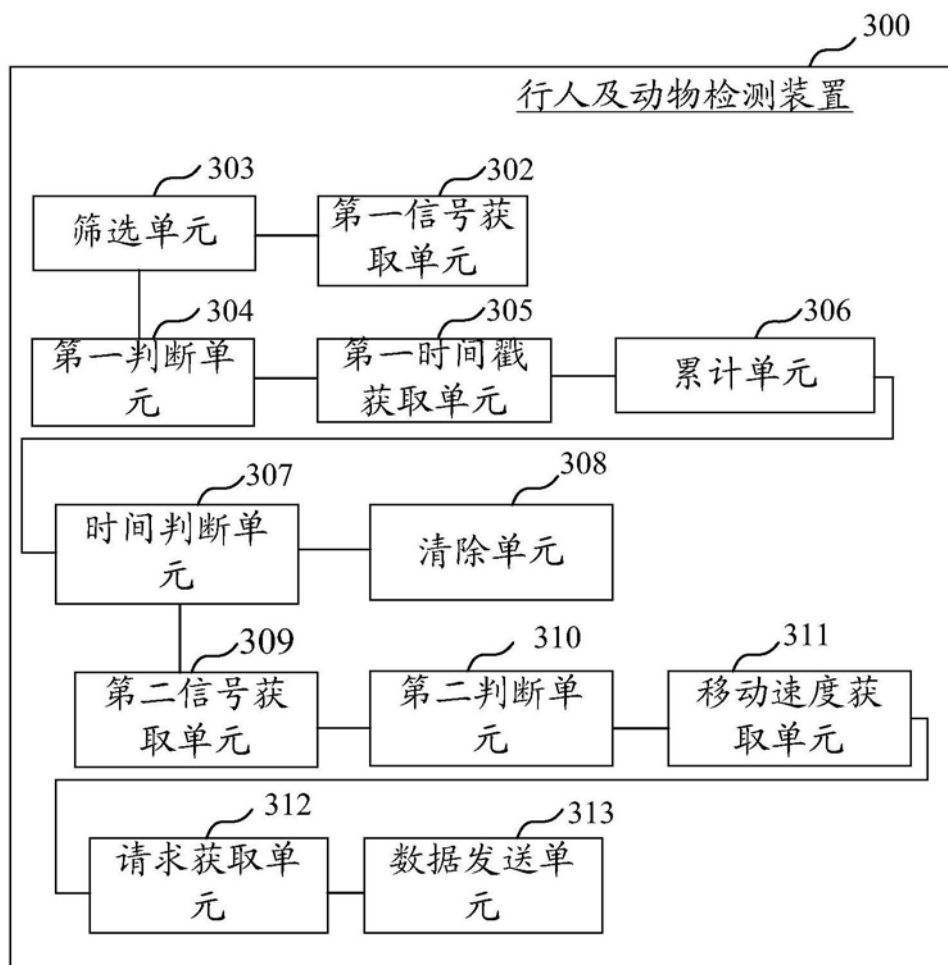 300
行人及动物检测装置
303
302
筛选单元
第一信号获
取单元
304
305
306
第一判断单
元
第一时间戳
获取单元
累计单元
307
308
时间判断单
元
清除单元
309
310
311
第二信号获
取单元
第二判断单
元
移动速度获
取单元
312
313
请求获取单
元
数据发送单
元